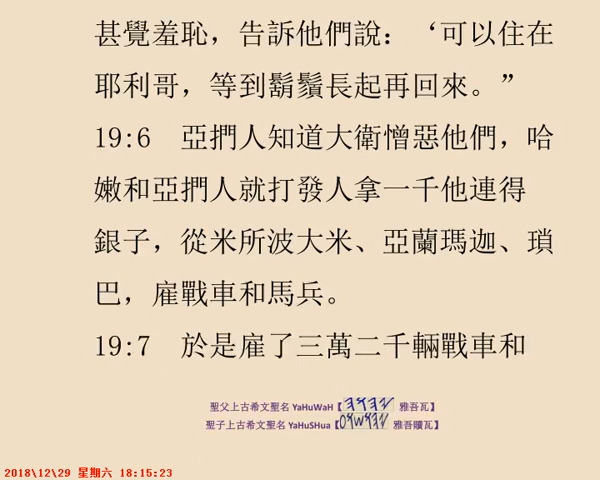 甚覺羞恥，告訴他們說：‘可以住在
耶利哥，等到鬍鬚長起再回來。”
19:6 亞捫人知道大衛憎惡他們，哈
嫩和亞捫人就打發人拿一千他連得
銀子，從米所波大米、亞蘭瑪迦、瑣
巴，雇戰車和馬兵。
19:7 於是雇了三萬二千輛戰車和
聖父上古希文聖名 YaHuWaH【𐤉𐤄𐤅𐤄 雅吾瓦】
聖子上古希文聖名 YaHuSHua【 雅吾贖瓦】
2018\12\29 星期六 18:15:23